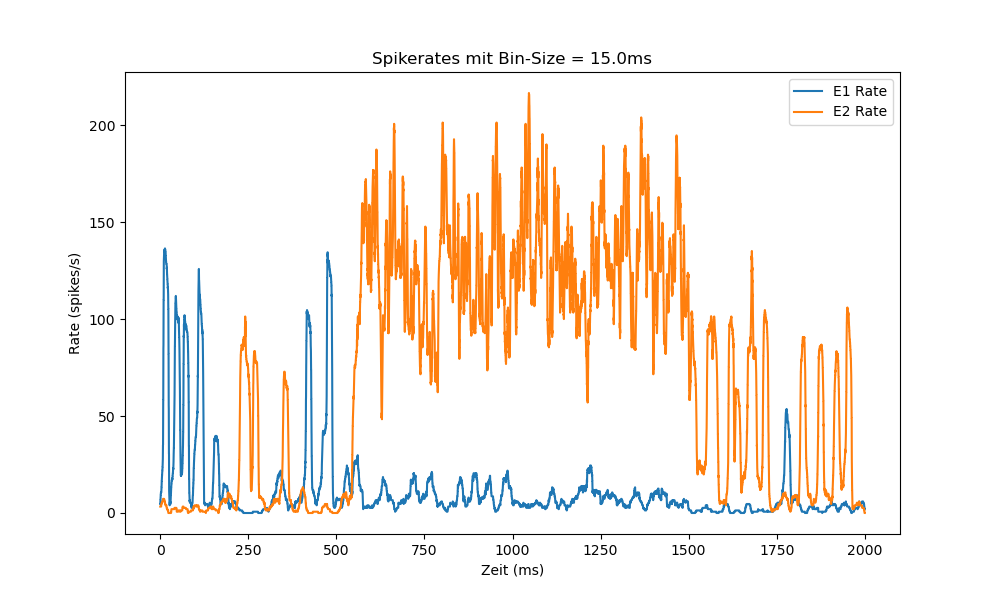 Spikerates mit Bin-Size = 15.0ms
E1 Rate
E2 Rate
200
150
100
50
0
Rate (spikes/s)
0 250 500 750 1000 1250 1500 1750 2000
Zeit (ms)